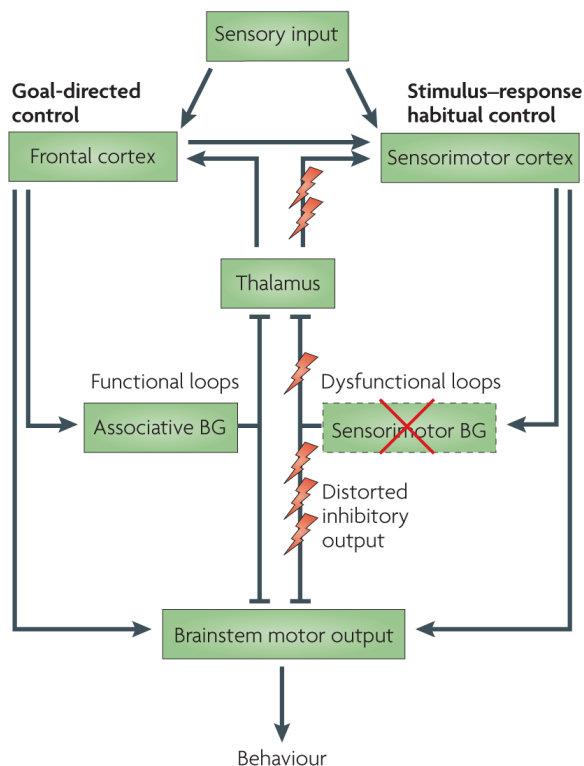 Sensory input
Goal-directed
control
Stimulus–response
habitual control
Frontal cortex
Sensorimotor cortex
Thalamus
Functional loops
Dysfunctional loops
Associative BG
Sensorimotor BG
Distorted
inhibitory
output
Brainstem motor output
Behaviour